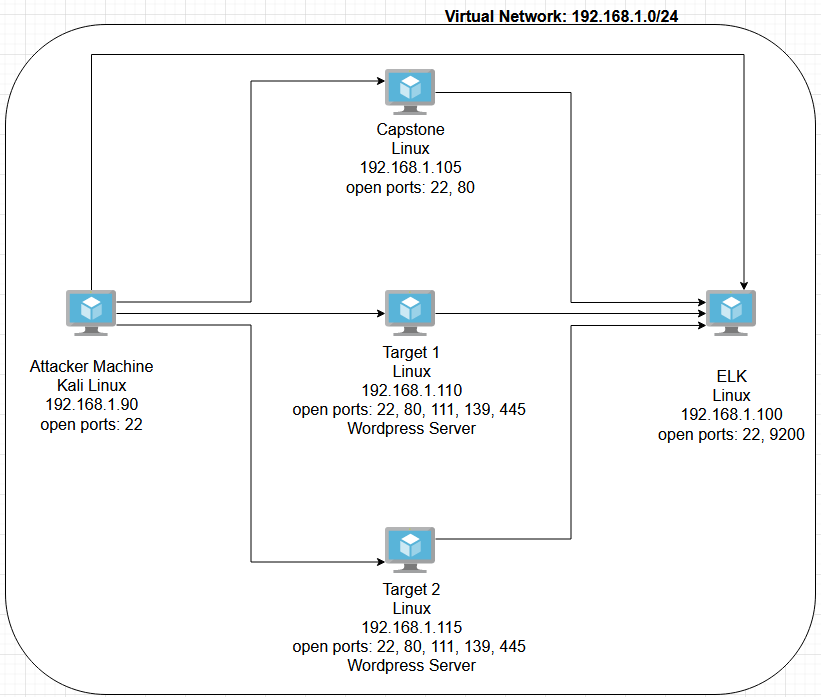 Virtual Network: 192.168.1.0/24
Capstone
Linux
192.168.1.105
open ports: 22, 80
Attacker Machine
Kali Linux
192.168.1.90
open ports: 22
Target 1
Linux
192.168.1.110
open ports: 22, 80, 111, 139, 445
Wordpress Server
ELK
Linux
192.168.1.100
open ports: 22, 9200
Target 2
Linux
192.168.1.115
open ports: 22, 80, 111, 139, 445
Wordpress Server